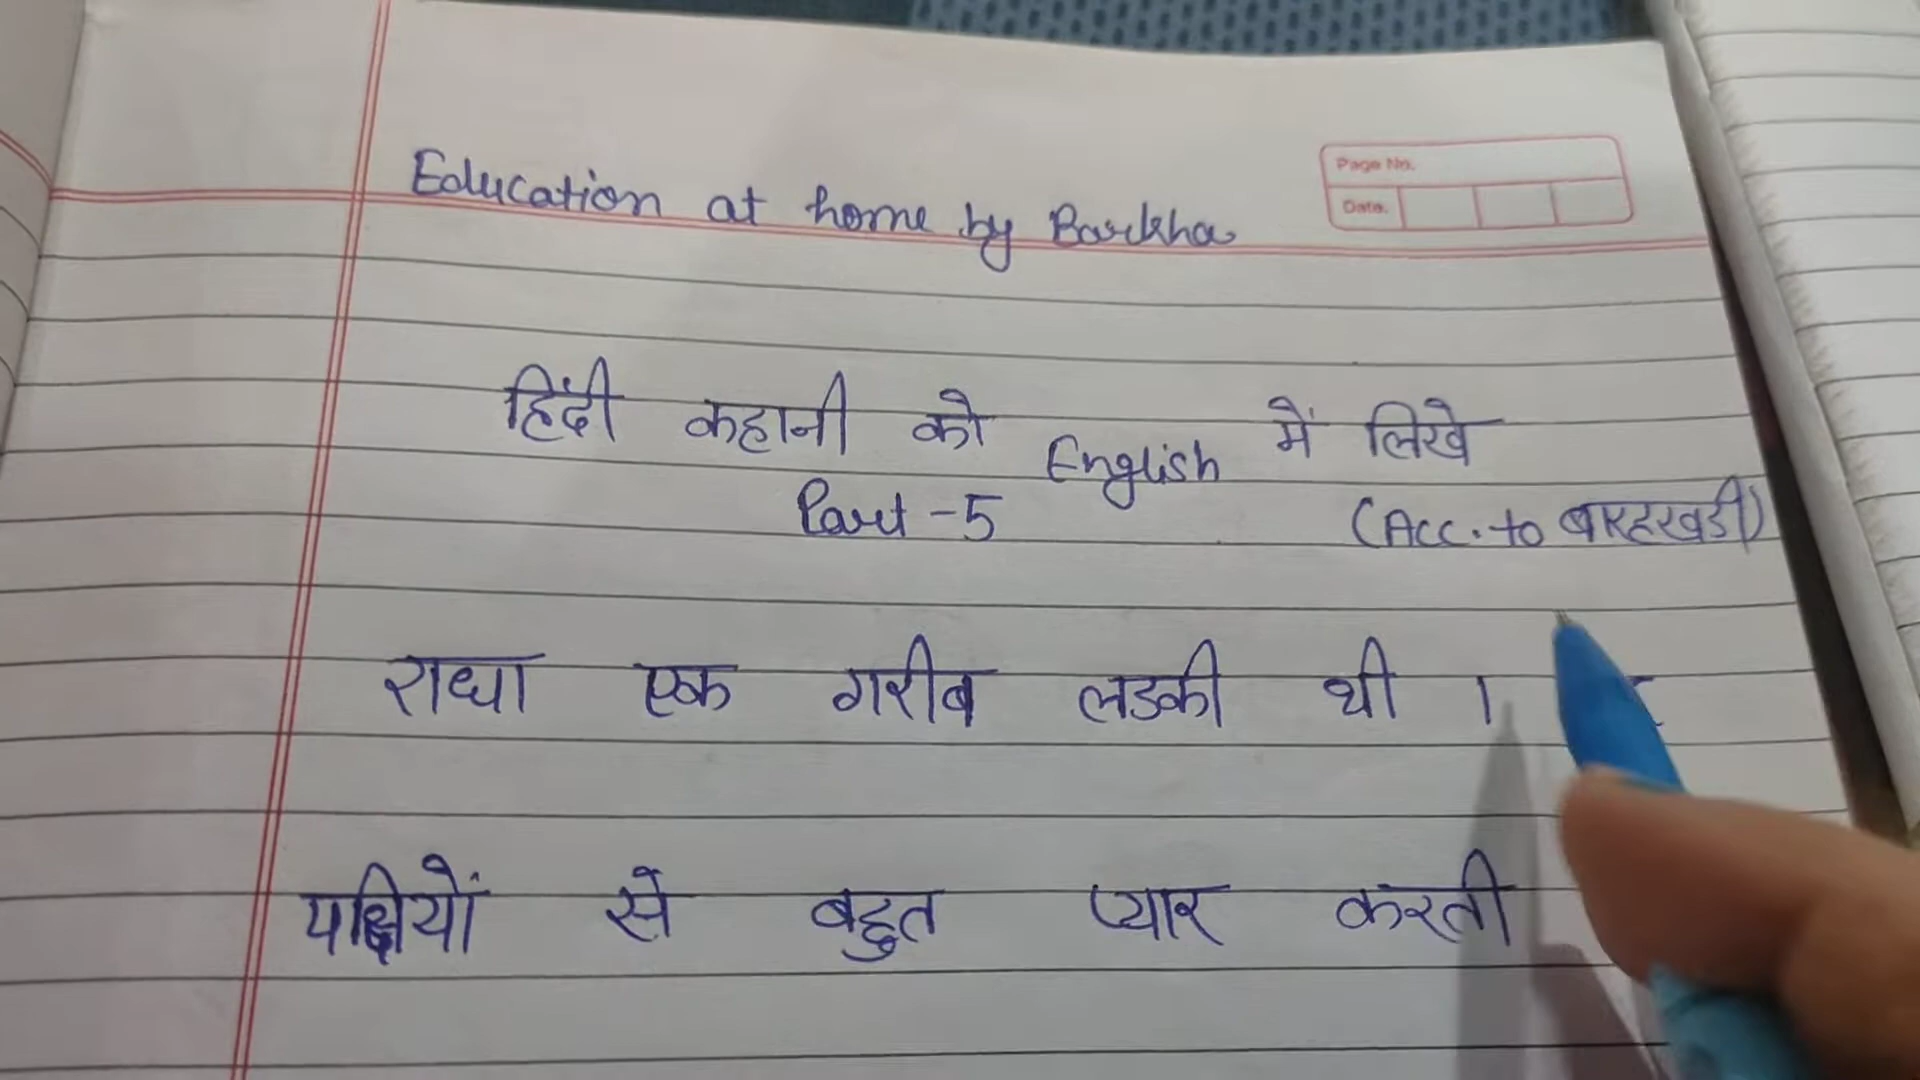 Education at home by Barkha
Page No.
Date.
हिंदी कहानी को English में लिखे
Part - 5 (Acc. to बारहखडी)
राधा एक गरीब लडकी थी ।
पक्षियों से बहुत प्यार करती